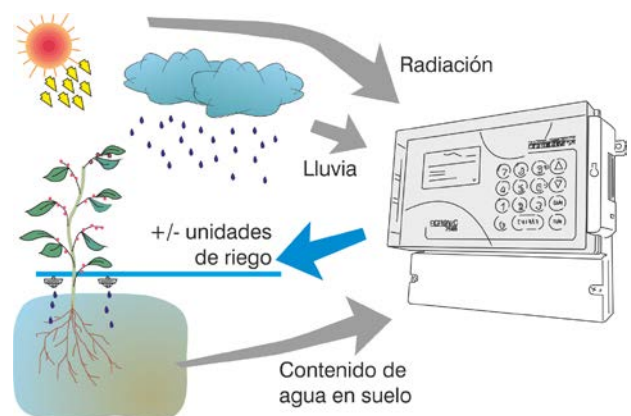 Radiación
Lluvia
+/- unidades
de riego
Contenido de
agua en suelo